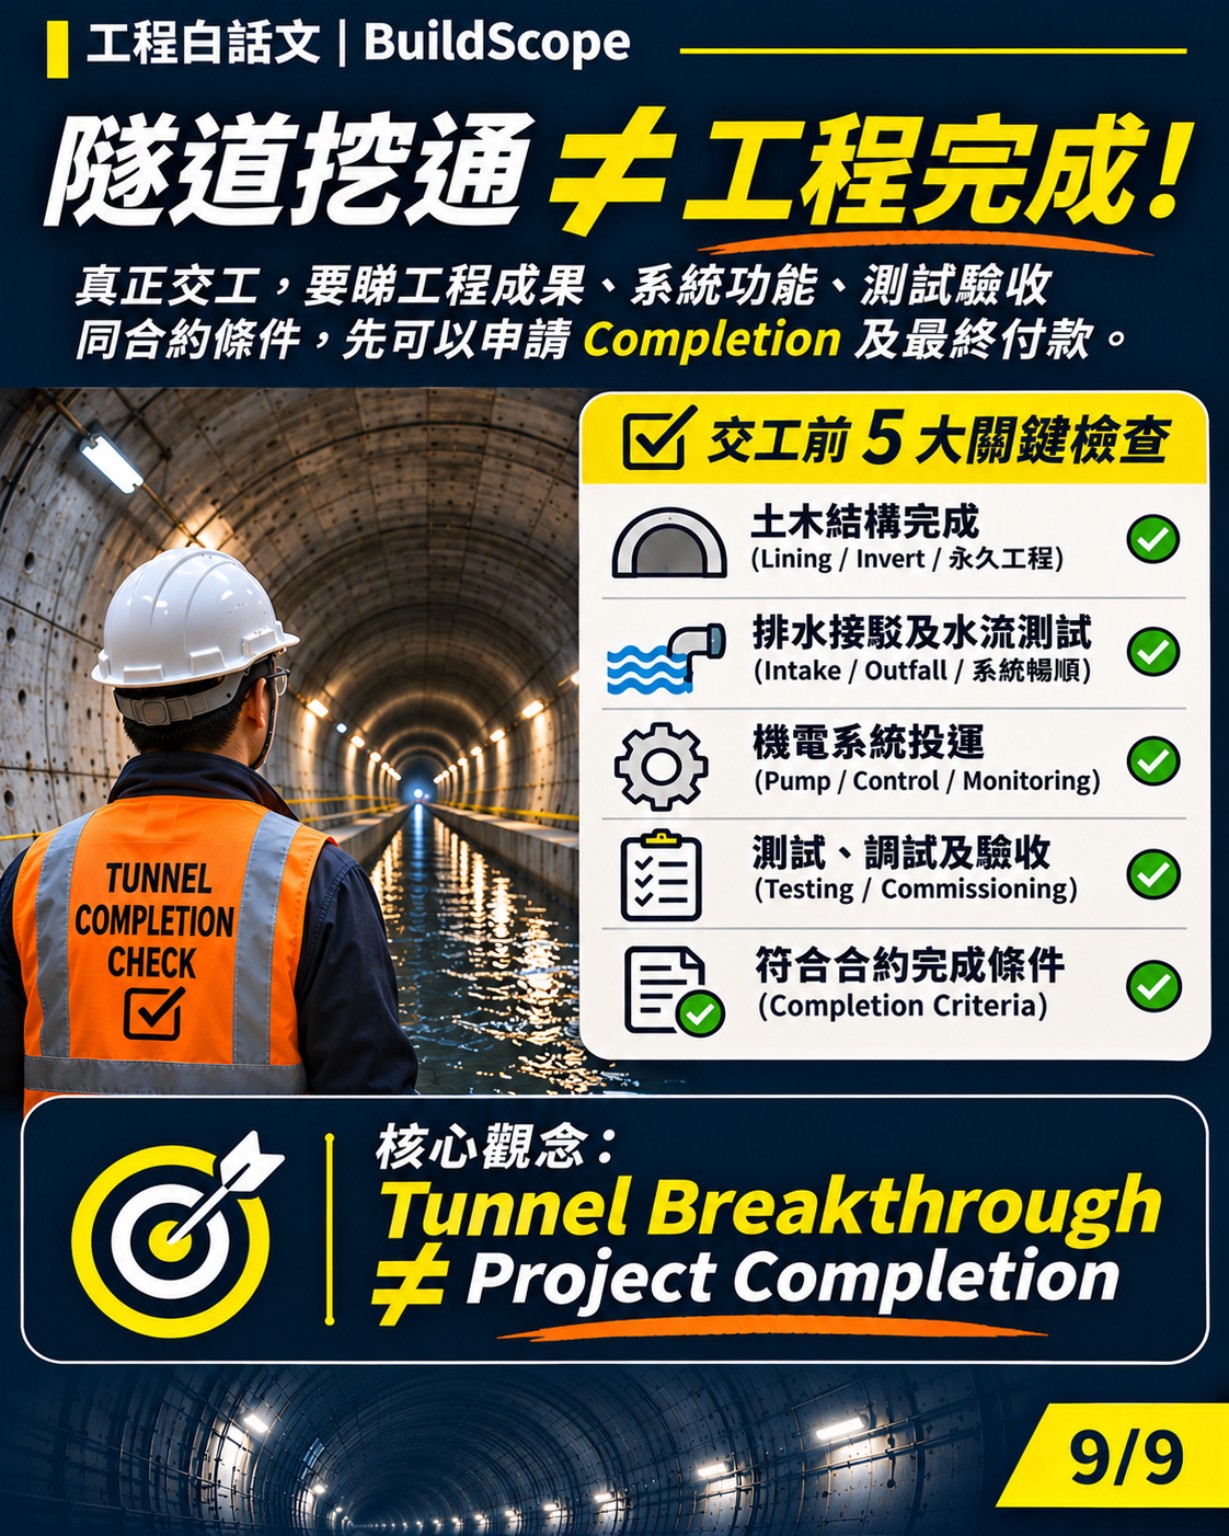 工程白話文 | BuildScope
隧道挖通 ≠ 工程完成!
真正交工，要睇工程成果、系統功能、測試驗收
同合約條件，先可以申請 Completion 及最終付款。
交工前 5 大關鍵檢查
土木結構完成
(Lining / Invert / 永久工程)
排水接駁及水流測試
(Intake / Outfall / 系統暢順)
機電系統投運
(Pump / Control / Monitoring)
測試、調試及驗收
(Testing / Commissioning)
符合合約完成條件
(Completion Criteria)
TUNNEL
COMPLETION
CHECK
核心觀念：
Tunnel Breakthrough
≠ Project Completion
9/9